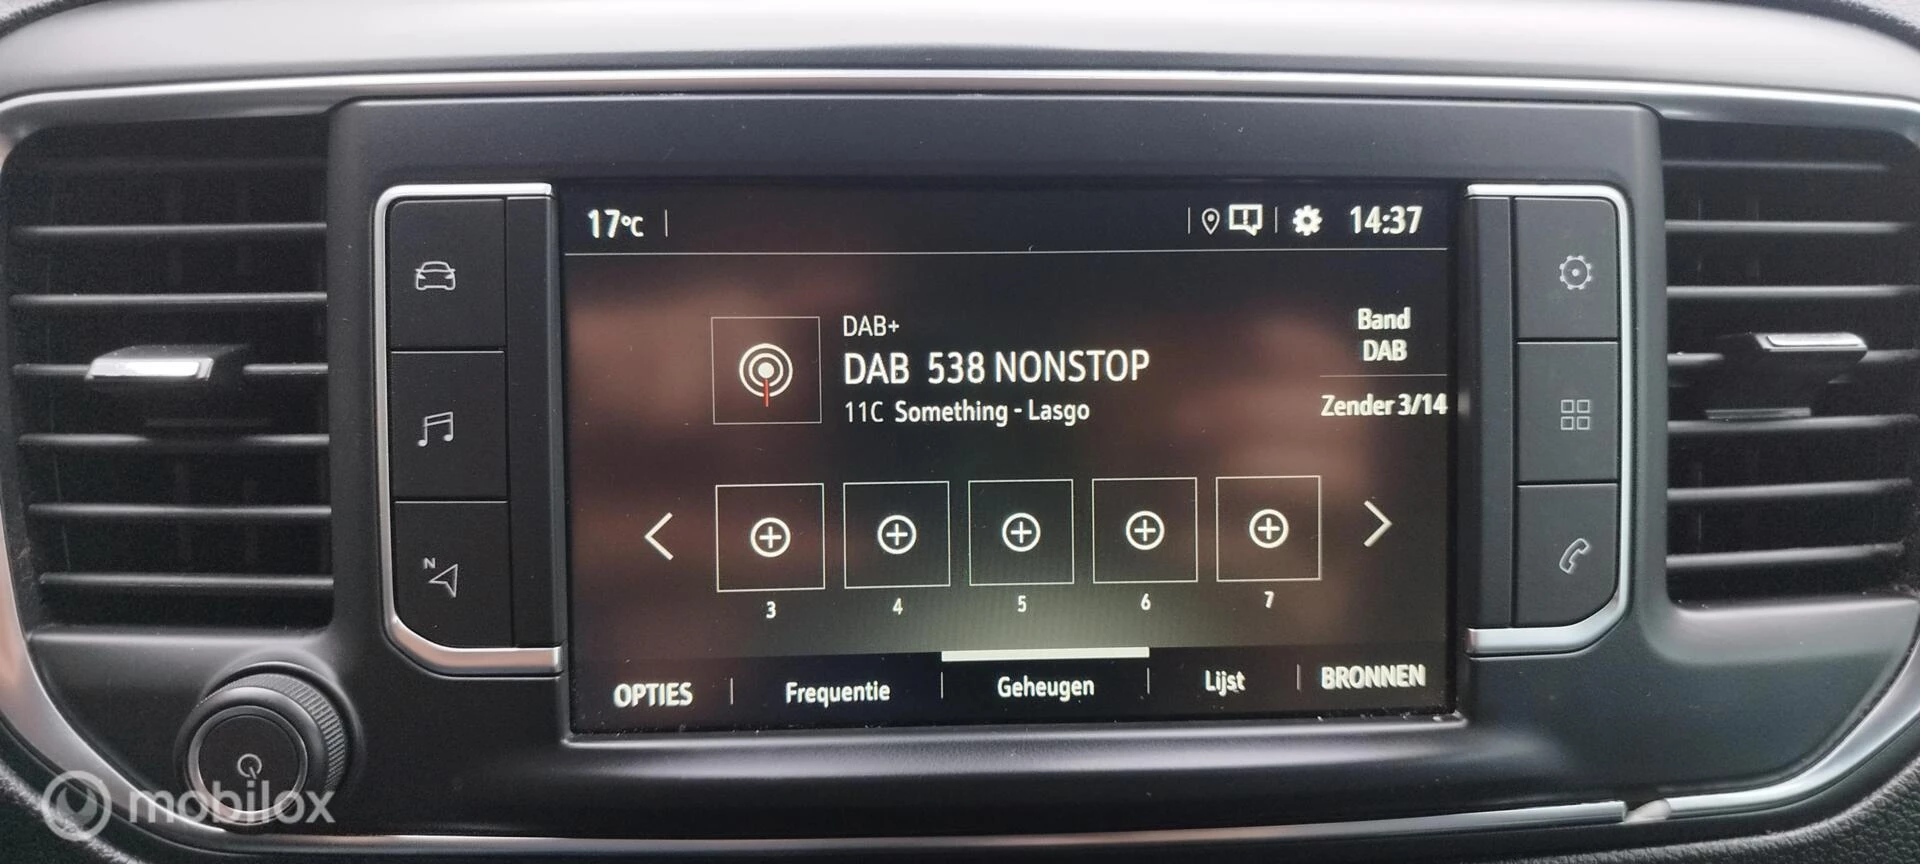 17°C
14:37
DAB+
DAB 538 NONSTOP
11C Something - Lasgo
Band
DAB
Zender 3/14
3 4 5 6 7
OPTIES Frequentie Geheugen Lijst BRONNEN
N
mobilox